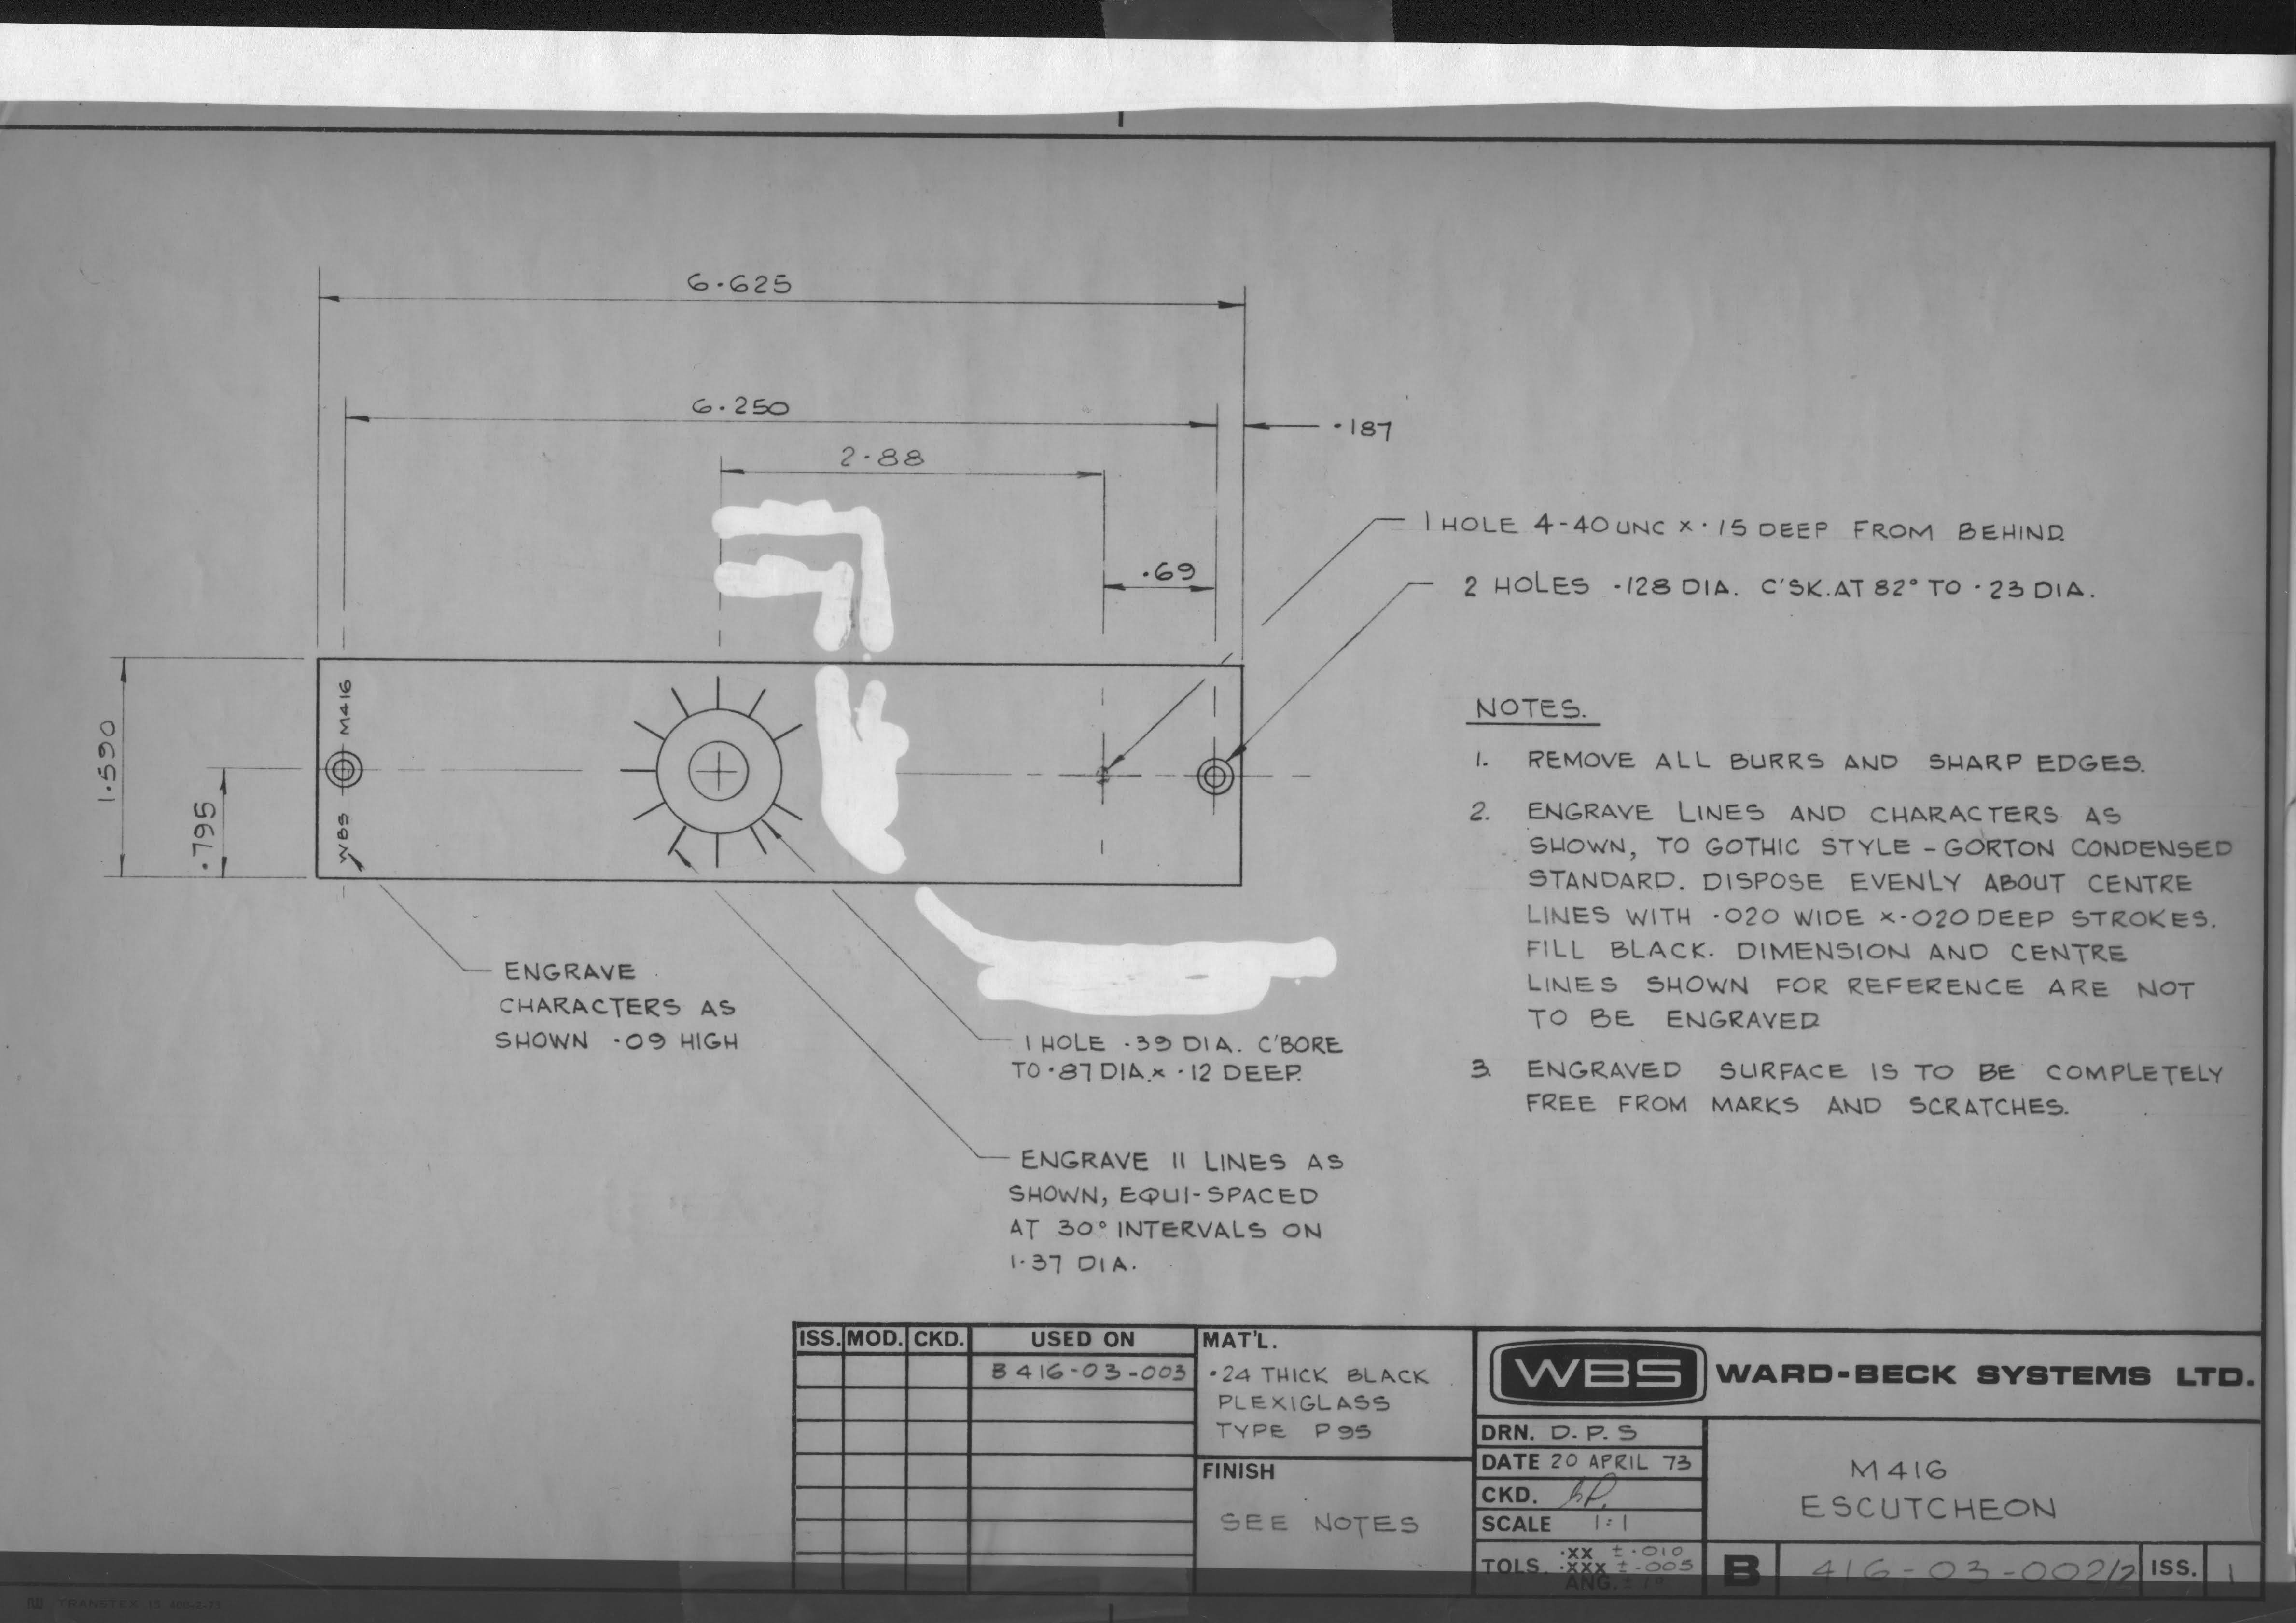 6.625
6.250
.187
2.88
1 HOLE 4-40 UNC x .15 DEEP FROM BEHIND.
.69
2 HOLES .128 DIA. C'SK. AT 82° TO .23 DIA.
1.590
.795
WBS M416
NOTES.
1. REMOVE ALL BURRS AND SHARP EDGES.
2. ENGRAVE LINES AND CHARACTERS AS
SHOWN, TO GOTHIC STYLE - GORTON CONDENSED
STANDARD. DISPOSE EVENLY ABOUT CENTRE
LINES WITH .020 WIDE x .020 DEEP STROKES.
FILL BLACK. DIMENSION AND CENTRE
LINES SHOWN FOR REFERENCE ARE NOT
TO BE ENGRAVED
3. ENGRAVED SURFACE IS TO BE COMPLETELY
FREE FROM MARKS AND SCRATCHES.
ENGRAVE
CHARACTERS AS
SHOWN .09 HIGH
1 HOLE .39 DIA. C'BORE
TO .87 DIA. x .12 DEEP.
ENGRAVE 11 LINES AS
SHOWN, EQUI-SPACED
AT 30° INTERVALS ON
1.37 DIA.
ISS. MOD. CKD. USED ON
B416-03-003
MAT'L.
.24 THICK BLACK
PLEXIGLASS
TYPE P95
FINISH
SEE NOTES
WBS WARD-BECK SYSTEMS LTD.
DRN. D.P.S
DATE 20 APRIL 73
CKD.
SCALE 1:1
TOLS. .XX ± .010
.XXX ± .005
ANG. ± 1°
M416
ESCUTCHEON
B 416-03-002/2 ISS. 1